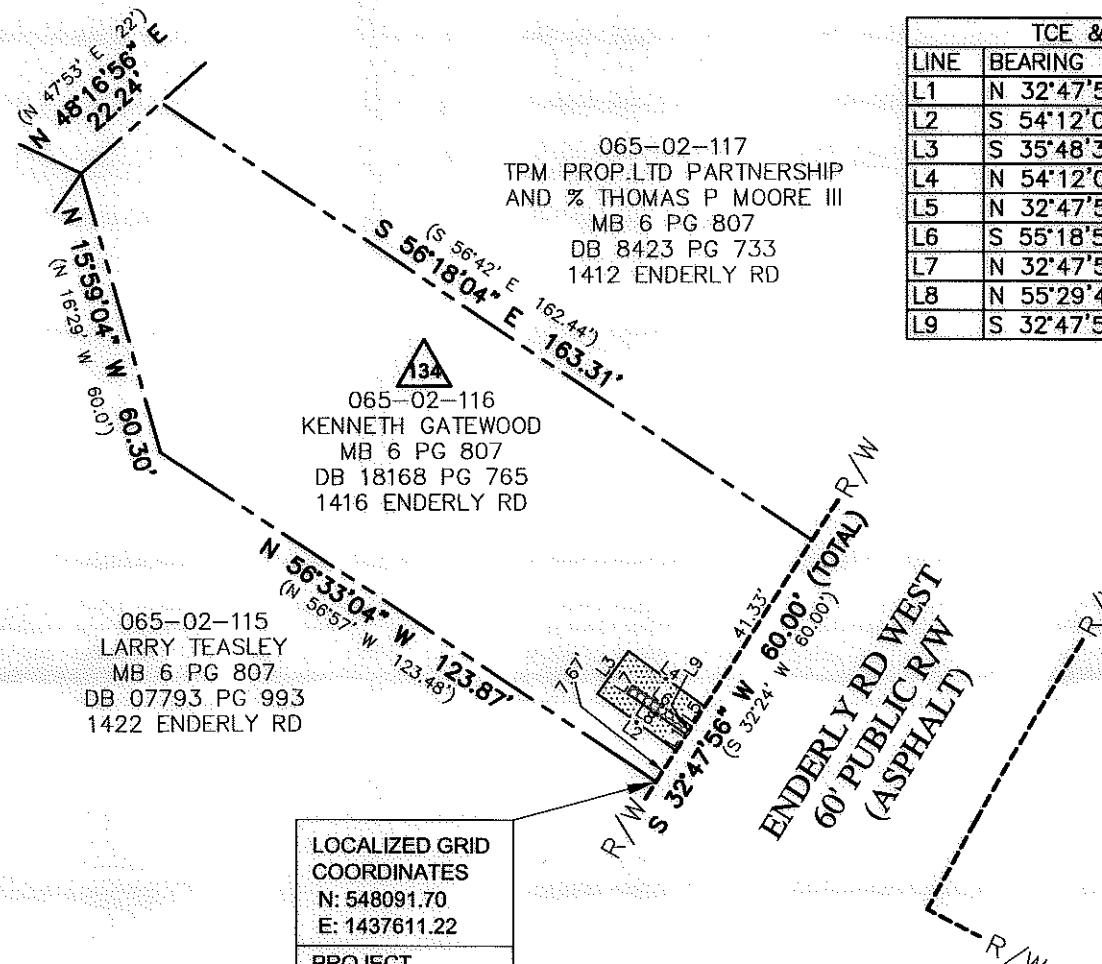 (N 47°53' E 22')
N 48°16'56" E
22.24'
N 15°59'04" W 60.30'
(N 16°29' W 60.0')
065-02-117
TPM PROP.LTD PARTNERSHIP
AND % THOMAS P MOORE III
MB 6 PG 807
DB 8423 PG 733
1412 ENDERLY RD
(S 56°42' E 162.44')
S 56°18'04" E 163.31'
134
065-02-116
KENNETH GATEWOOD
MB 6 PG 807
DB 18168 PG 765
1416 ENDERLY RD
N 56°33'04" W 123.87'
(N 56°57' W 123.48')
065-02-115
LARRY TEASLEY
MB 6 PG 807
DB 07793 PG 993
1422 ENDERLY RD
TCE &
LINE BEARING
L1 N 32°47'5
L2 S 54°12'0
L3 S 35°48'3
L4 N 54°12'0
L5 N 32°47'5
L6 S 55°18'5
L7 N 32°47'5
L8 N 55°29'4
L9 S 32°47'5
R/W
41.33'
7.67'
L3
L4
L9
L7
L6
L8
L5
L2
S 32°47'56" W 60.00' (TOTAL)
(S 32°24' W 60.00')
R/W
ENDERLY RD WEST
60' PUBLIC R/W
(ASPHALT)
R/
R/W
LOCALIZED GRID
COORDINATES
N: 548091.70
E: 1437611.22
PROJECT